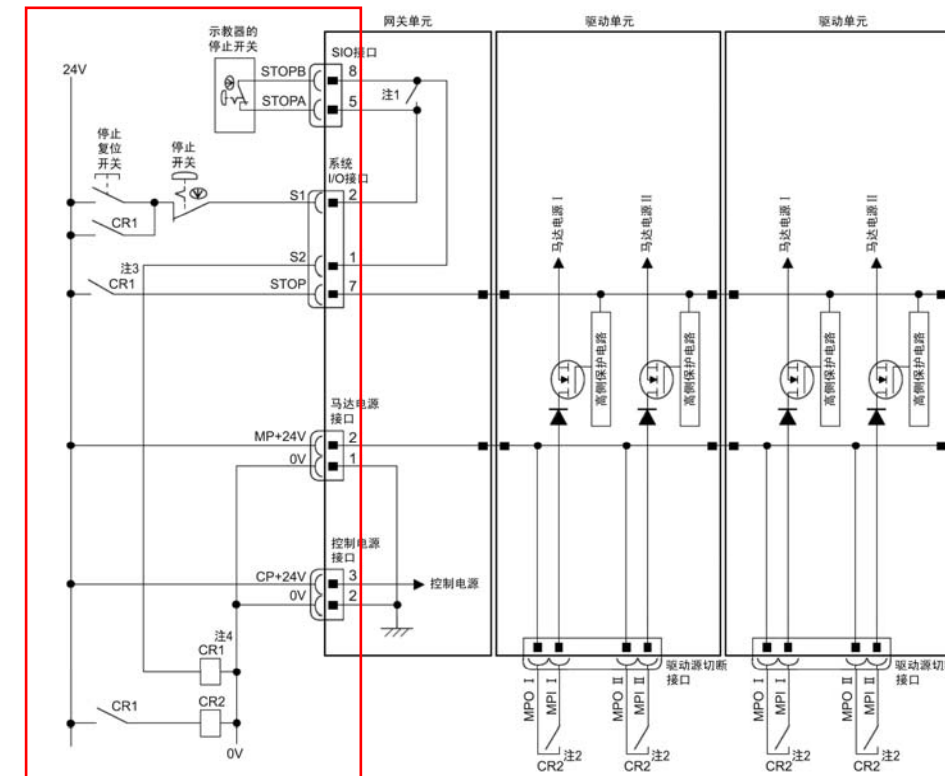 网关单元
驱动单元
驱动单元
示教器的
停止开关
SIO接口
24V
STOPB
8
STOPA
5
注1
停止
复位
开关
停止
开关
系统
I/O接口
S1
2
CR1
S2
1
注3
CR1
STOP
7
马达电源 I
马达电源 II
马达电源 I
马达电源 II
高侧保护电路
高侧保护电路
高侧保护电路
高侧保护电路
马达电源
接口
MP+24V
2
0V
1
控制电源
接口
CP+24V
3
控制电源
0V
2
注4
CR1
CR1
CR2
0V
驱动源切断
接口
驱动源切
接口
MPO I
MPI I
MPO II
MPI II
MPO I
MPI I
MPO II
MPI II
注2
CR2
注2
CR2
注2
CR2
注2
CR2